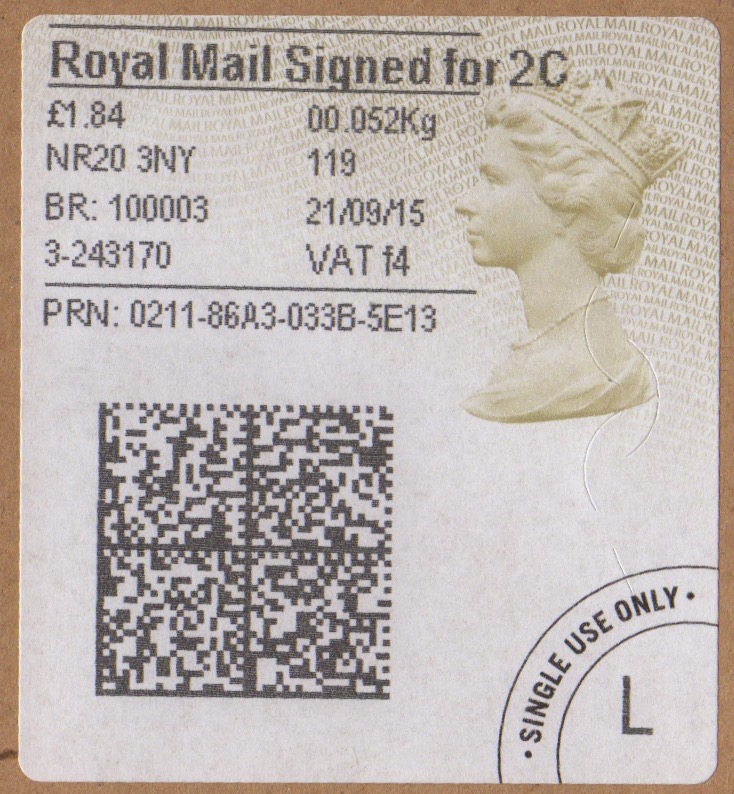 Royal Mail Signed for 2C
£1.84 00.052Kg
NR20 3NY 119
BR: 100003 21/09/15
3-243170 VAT f4
PRN: 0211-86A3-033B-5E13
• SINGLE USE ONLY •
L